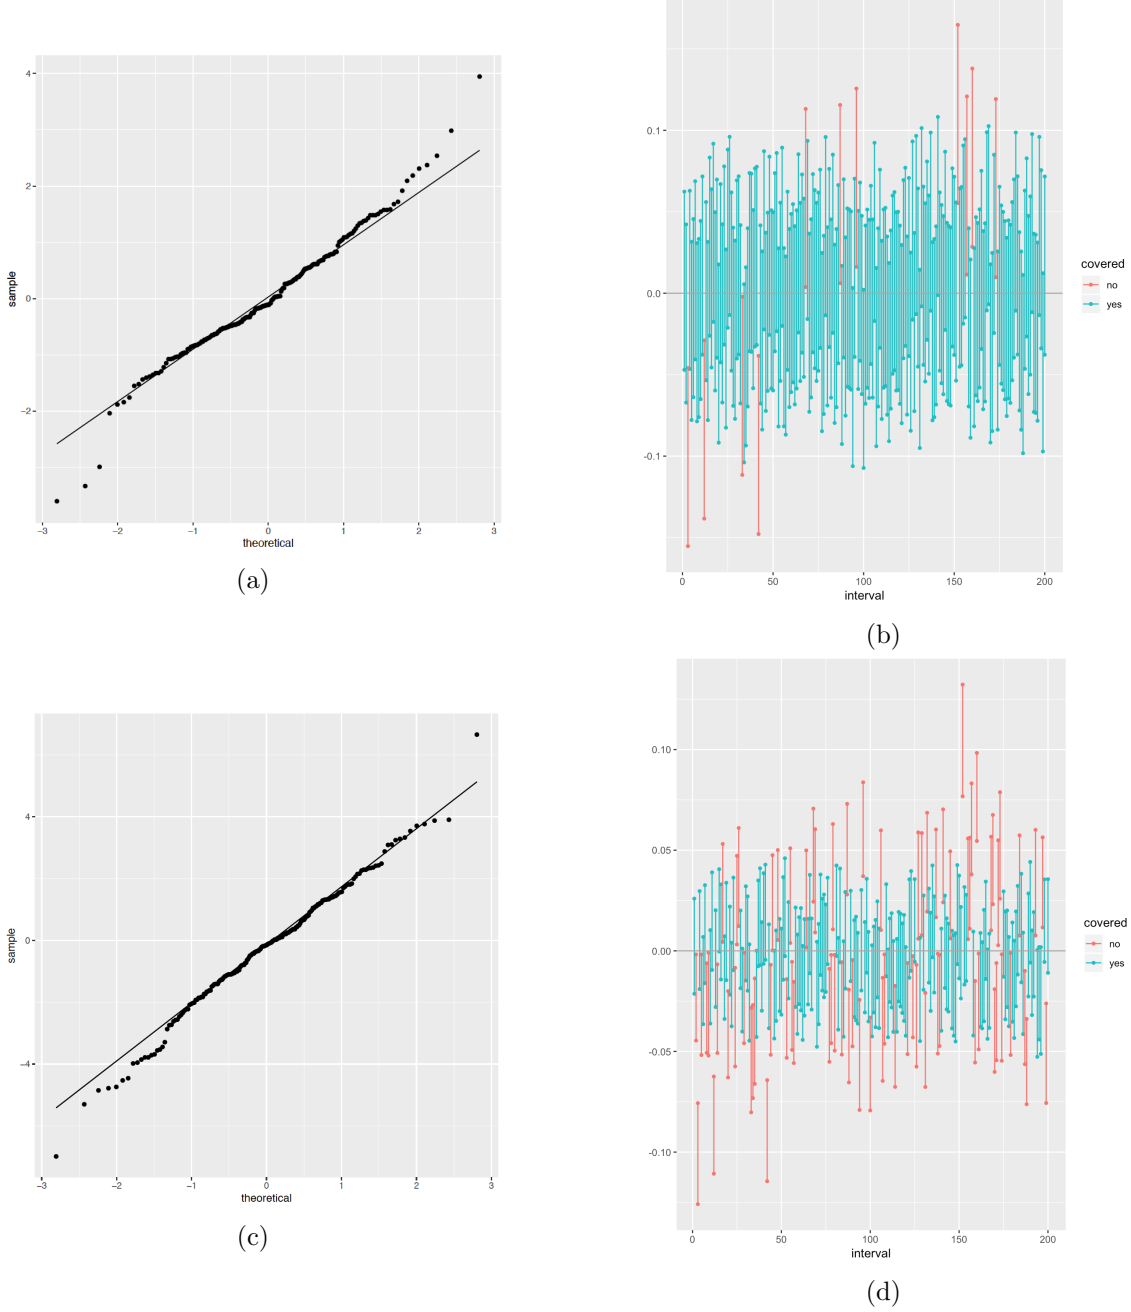 4
2
0
−2
sample
−3
−2
−1
0
1
2
3
theoretical
(a)
0.1
0.0
-0.1
0
50
100
150
200
interval
covered
no
yes
(b)
4
0
−4
sample
−3
−2
−1
0
1
2
3
theoretical
(c)
0.10
0.05
0.00
-0.05
-0.10
0
50
100
150
200
interval
covered
no
yes
(d)